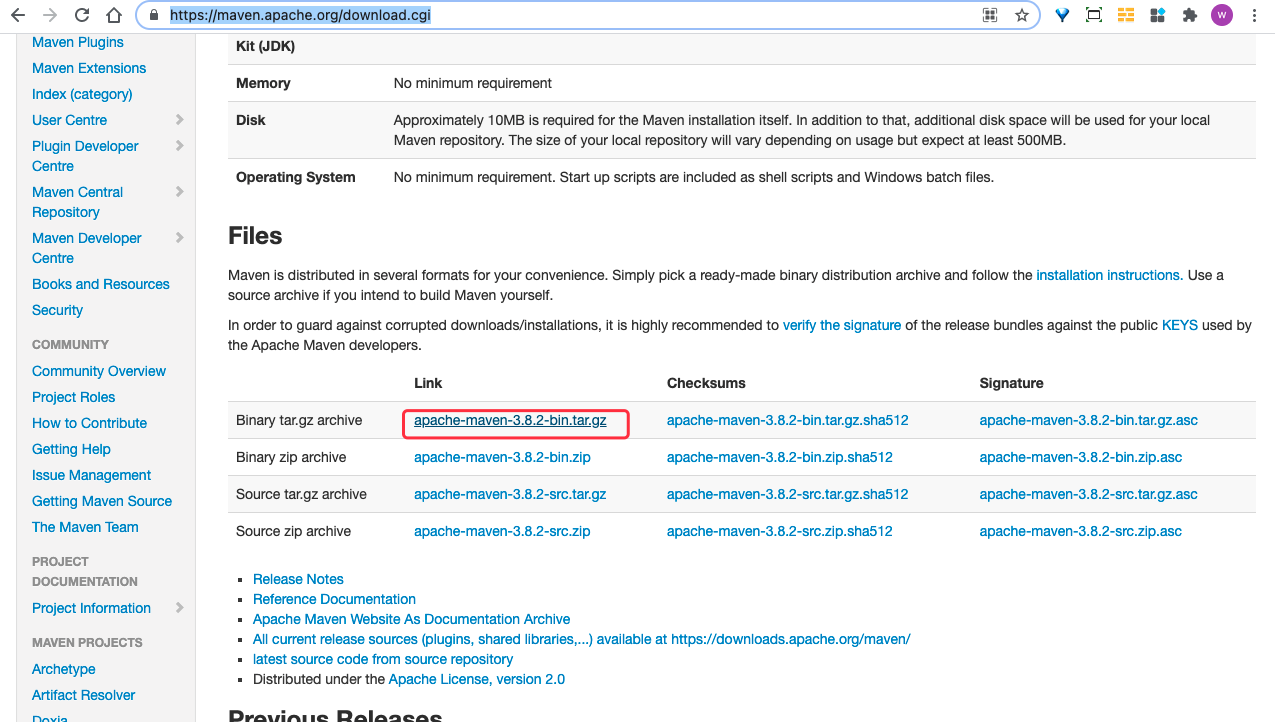 https://maven.apache.org/download.cgi
W
Maven Plugins
Maven Extensions
Index (category)
User Centre
Plugin Developer
Centre
Maven Central
Repository
Maven Developer
Centre
Books and Resources
Security
COMMUNITY
Community Overview
Project Roles
How to Contribute
Getting Help
Issue Management
Getting Maven Source
The Maven Team
PROJECT
DOCUMENTATION
Project Information
MAVEN PROJECTS
Archetype
Artifact Resolver
Doxia
Kit (JDK)
Memory No minimum requirement
Disk Approximately 10MB is required for the Maven installation itself. In addition to that, additional disk space will be used for your local
Maven repository. The size of your local repository will vary depending on usage but expect at least 500MB.
Operating System No minimum requirement. Start up scripts are included as shell scripts and Windows batch files.
Files
Maven is distributed in several formats for your convenience. Simply pick a ready-made binary distribution archive and follow the installation instructions. Use a
source archive if you intend to build Maven yourself.
In order to guard against corrupted downloads/installations, it is highly recommended to verify the signature of the release bundles against the public KEYS used by
the Apache Maven developers.
Link Checksums Signature
Binary tar.gz archive apache-maven-3.8.2-bin.tar.gz apache-maven-3.8.2-bin.tar.gz.sha512 apache-maven-3.8.2-bin.tar.gz.asc
Binary zip archive apache-maven-3.8.2-bin.zip apache-maven-3.8.2-bin.zip.sha512 apache-maven-3.8.2-bin.zip.asc
Source tar.gz archive apache-maven-3.8.2-src.tar.gz apache-maven-3.8.2-src.tar.gz.sha512 apache-maven-3.8.2-src.tar.gz.asc
Source zip archive apache-maven-3.8.2-src.zip apache-maven-3.8.2-src.zip.sha512 apache-maven-3.8.2-src.zip.asc
Release Notes
Reference Documentation
Apache Maven Website As Documentation Archive
All current release sources (plugins, shared libraries,...) available at https://downloads.apache.org/maven/
latest source code from source repository
Distributed under the Apache License, version 2.0
Previous Releases